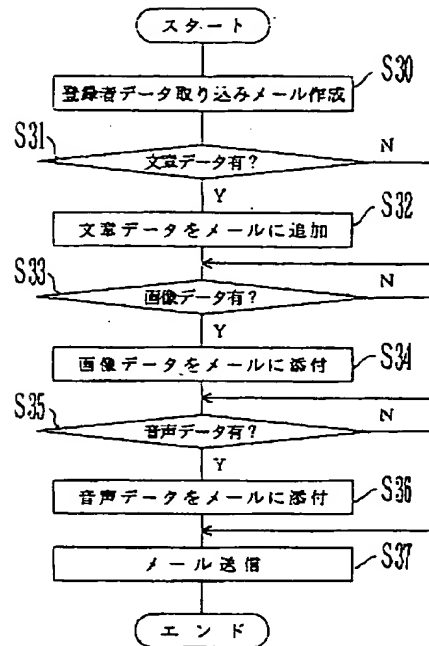 スタート
登録者データ取り込みメール作成
S30
S31
文章データ有?
N
Y
文章データをメールに追加
S32
S33
画像データ有?
N
Y
画像データをメールに添付
S34
S35
音声データ有?
N
Y
音声データをメールに添付
S36
メール送信
S37
エンド